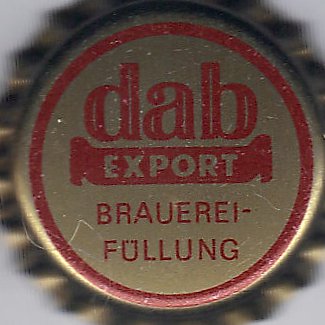 dab
EXPORT
BRAUEREI-
FÜLLUNG